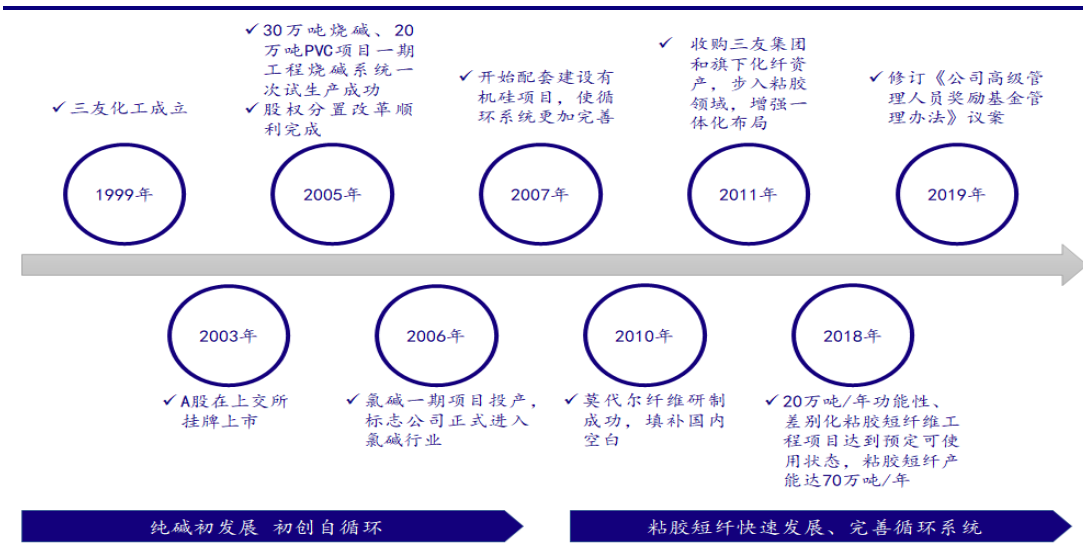 ✓ 三友化工成立
1999年
✓ 30万吨烧碱、20
万吨PVC项目一期
工程烧碱系统一
次试生产成功
✓ 股权分置改革顺
利完成
2005年
✓ 开始配套建设有
机硅项目，使循
环系统更加完善
2007年
✓ 收购三友集团
和旗下化纤资
产，步入粘胶
领域，增强一
体化布局
2011年
✓ 修订《公司高级管
理人员奖励基金管
理办法》议案
2019年
2003年
✓ A股在上交所
挂牌上市
2006年
✓ 氯碱一期项目投产，
标志公司正式进入
氯碱行业
2010年
✓ 莫代尔纤维研制
成功，填补国内
空白
2018年
✓ 20万吨/年功能性、
差别化粘胶短纤维工
程项目达到预定可使
用状态，粘胶短纤产
能达70万吨/年
纯碱初发展 初创自循环
粘胶短纤快速发展、完善循环系统